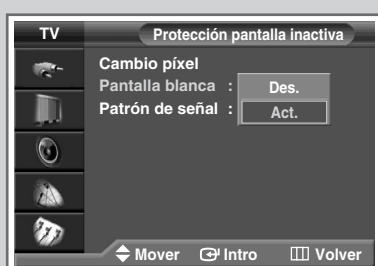 TV
Protección pantalla inactiva
Cambio píxel
Pantalla blanca : Des.
Patrón de señal : Act.
Mover Intro Volver